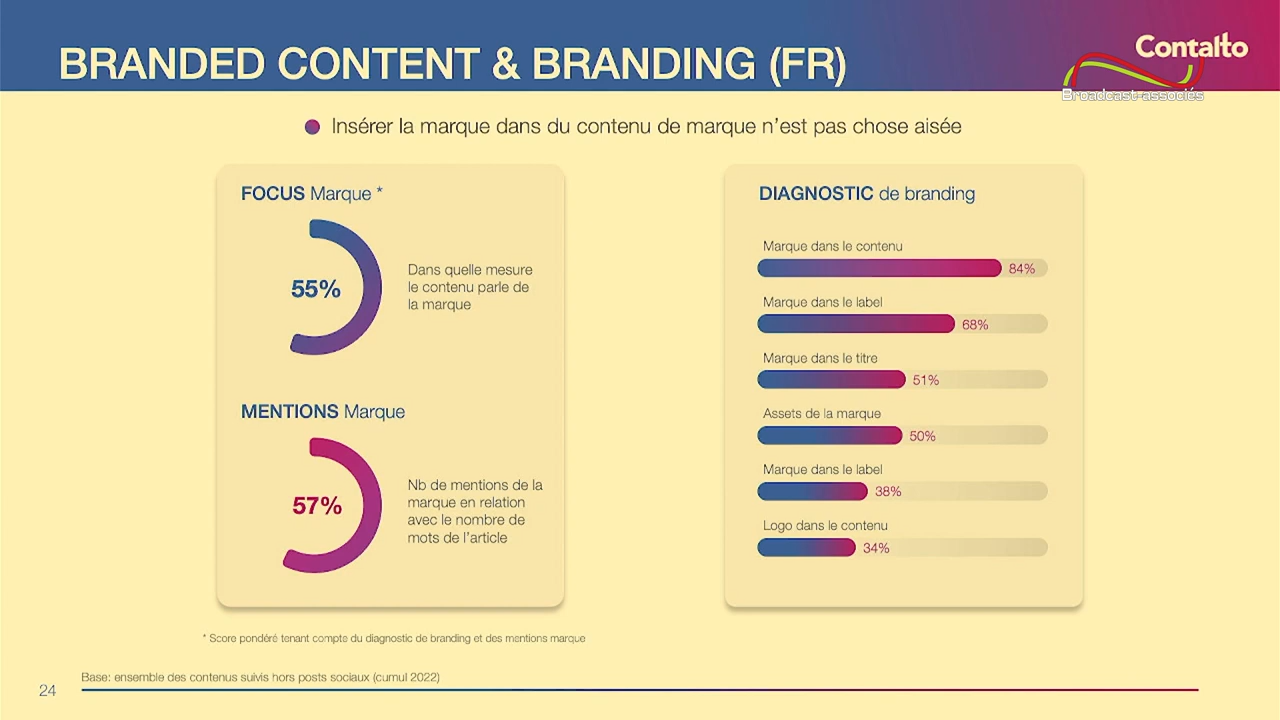 BRANDED CONTENT & BRANDING (FR)
Contalto
Broadcast-associés
Insérer la marque dans du contenu de marque n’est pas chose aisée
FOCUS Marque *
55%
Dans quelle mesure
le contenu parle de
la marque
MENTIONS Marque
57%
Nb de mentions de la
marque en relation
avec le nombre de
mots de l’article
DIAGNOSTIC de branding
Marque dans le contenu
84%
Marque dans le label
68%
Marque dans le titre
51%
Assets de la marque
50%
Marque dans le label
38%
Logo dans le contenu
34%
* Score pondéré tenant compte du diagnostic de branding et des mentions marque
Base: ensemble des contenus suivis hors posts sociaux (cumul 2022)
24